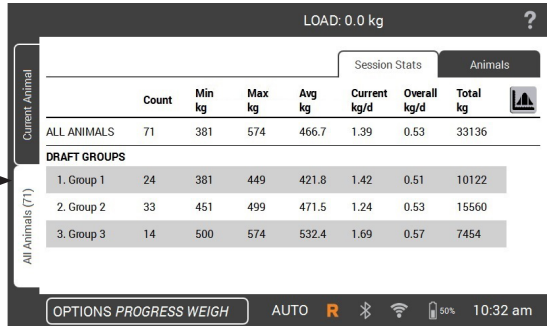 LOAD: 0.0 kg ?
Session Stats Animals
Count Min kg Max kg Avg kg Current kg/d Overall kg/d Total kg
ALL ANIMALS 71 381 574 466.7 1.39 0.53 33136
DRAFT GROUPS
1. Group 1 24 381 449 421.8 1.42 0.51 10122
2. Group 2 33 451 499 471.5 1.24 0.53 15560
3. Group 3 14 500 574 532.4 1.69 0.57 7454
Current Animal
All Animals (71)
OPTIONS PROGRESS WEIGH AUTO R 50% 10:32 am